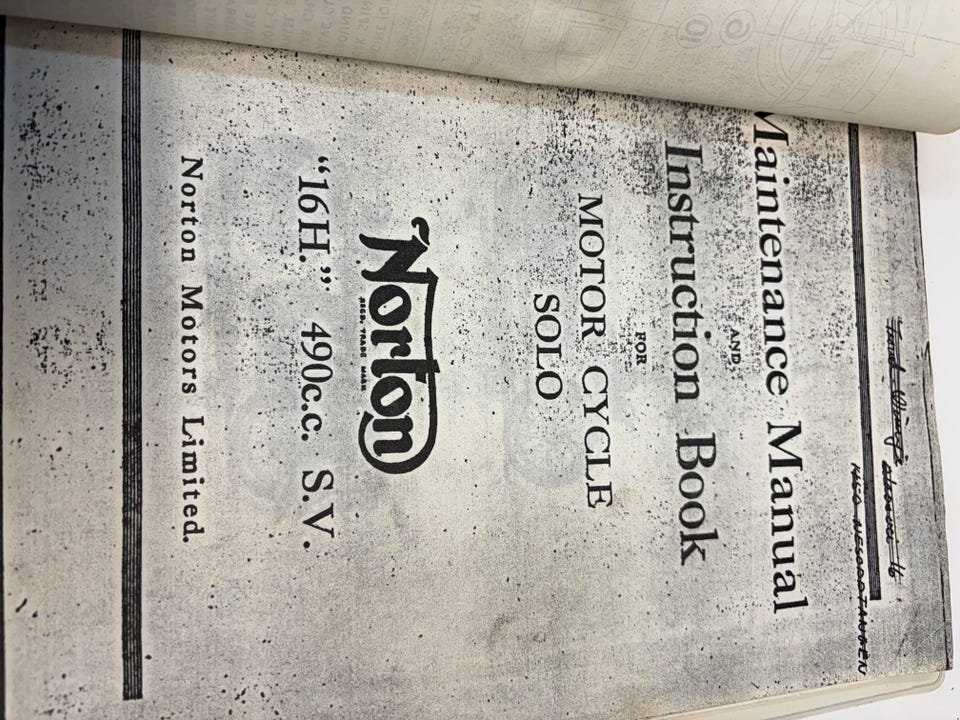 Maintenance Manual
AND
Instruction Book
FOR
MOTOR CYCLE
SOLO
Norton
REGD. TRADE MARK
"16H." 490c.c. S.V.
Norton Motors Limited.